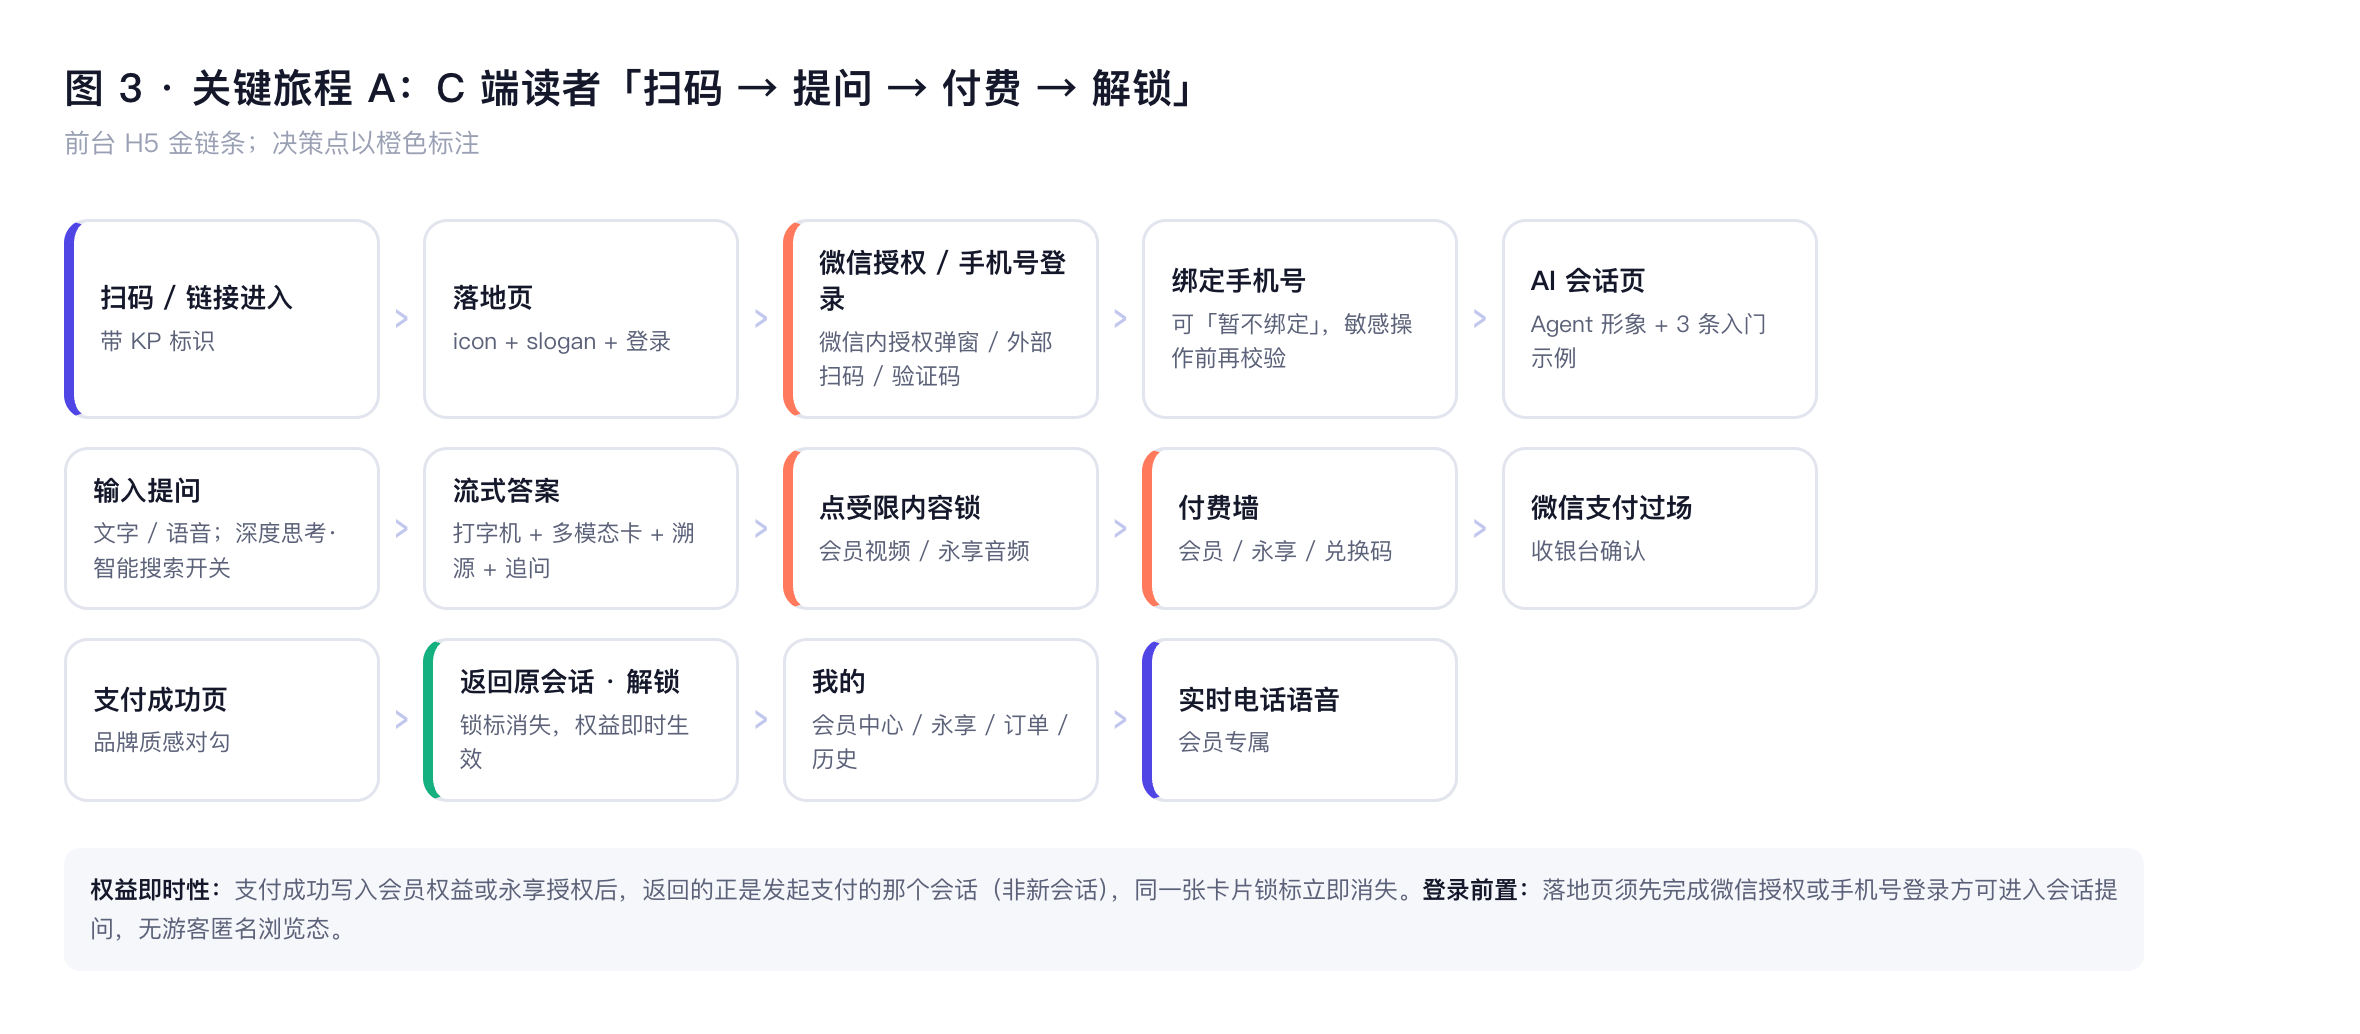 图 3 · 关键旅程 A：C 端读者「扫码 → 提问 → 付费 → 解锁」
前台 H5 金链条；决策点以橙色标注
扫码 / 链接进入
带 KP 标识
>
落地页
icon + slogan + 登录
>
微信授权 / 手机号登
录
微信内授权弹窗 / 外部
扫码 / 验证码
>
绑定手机号
可「暂不绑定」，敏感操
作前再校验
>
AI 会话页
Agent 形象 + 3 条入门
示例
输入提问
文字 / 语音；深度思考·
智能搜索开关
>
流式答案
打字机 + 多模态卡 + 溯
源 + 追问
>
点受限内容锁
会员视频 / 永享音频
>
付费墙
会员 / 永享 / 兑换码
>
微信支付过场
收银台确认
支付成功页
品牌质感对勾
>
返回原会话 · 解锁
锁标消失，权益即时生
效
>
我的
会员中心 / 永享 / 订单 /
历史
>
实时电话语音
会员专属
权益即时性：支付成功写入会员权益或永享授权后，返回的正是发起支付的那个会话（非新会话），同一张卡片锁标立即消失。登录前置：落地页须先完成微信授权或手机号登录方可进入会话提
问，无游客匿名浏览态。